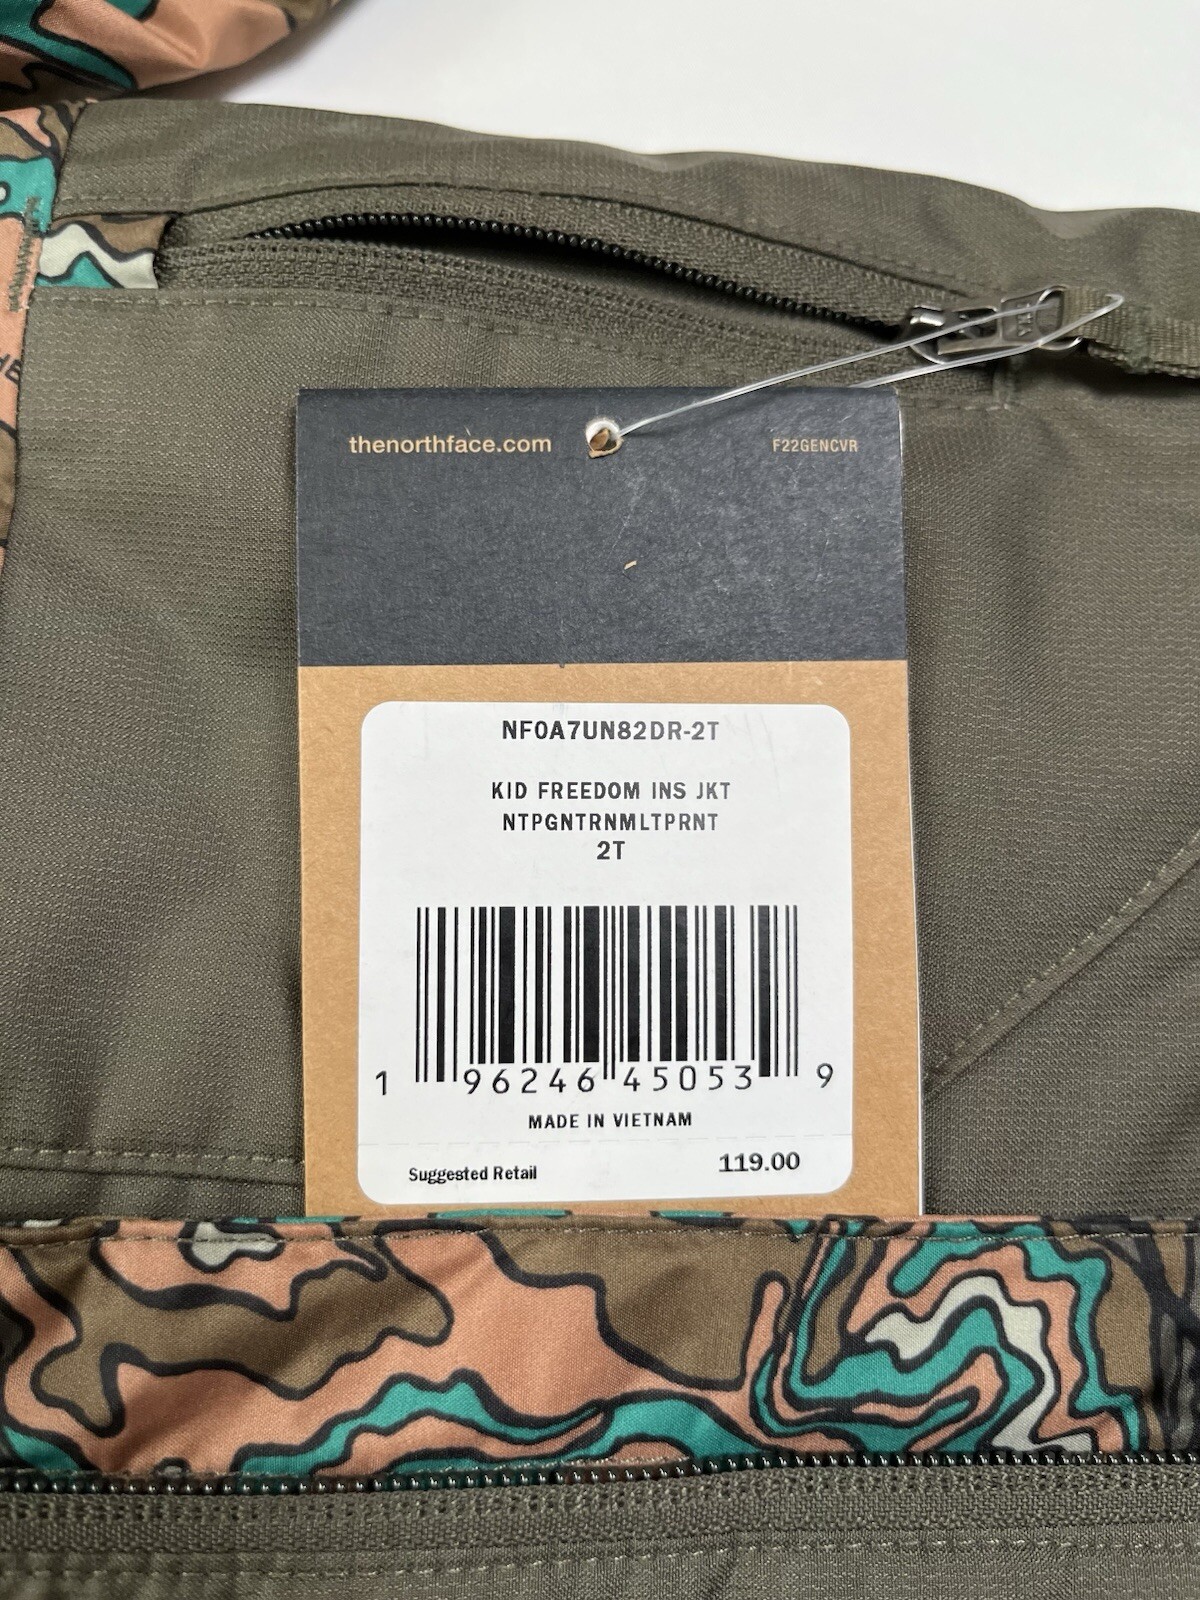 thenorthface.com
F22GENCVR
NF0A7UN82DR-2T
KID FREEDOM INS JKT
NTPGNTRNMLTPRNT
2T
1 96246 45053 9
MADE IN VIETNAM
Suggested Retail 119.00